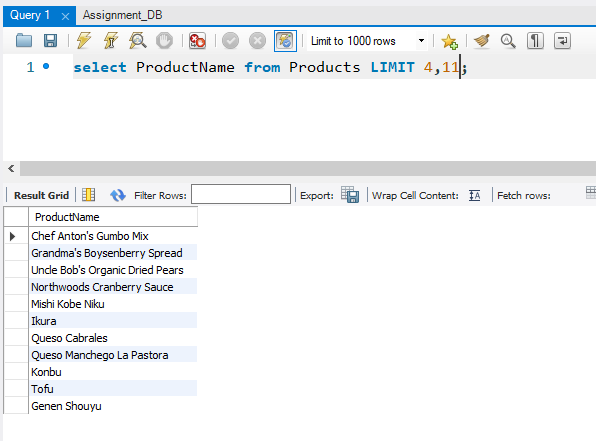 Query 1 Assignment_DB
Limit to 1000 rows
1 select ProductName from Products LIMIT 4,11;
Result Grid Filter Rows: Export: Wrap Cell Content: Fetch rows:
ProductName
Chef Anton's Gumbo Mix
Grandma's Boysenberry Spread
Uncle Bob's Organic Dried Pears
Northwoods Cranberry Sauce
Mishi Kobe Niku
Ikura
Queso Cabrales
Queso Manchego La Pastora
Konbu
Tofu
Genen Shouyu